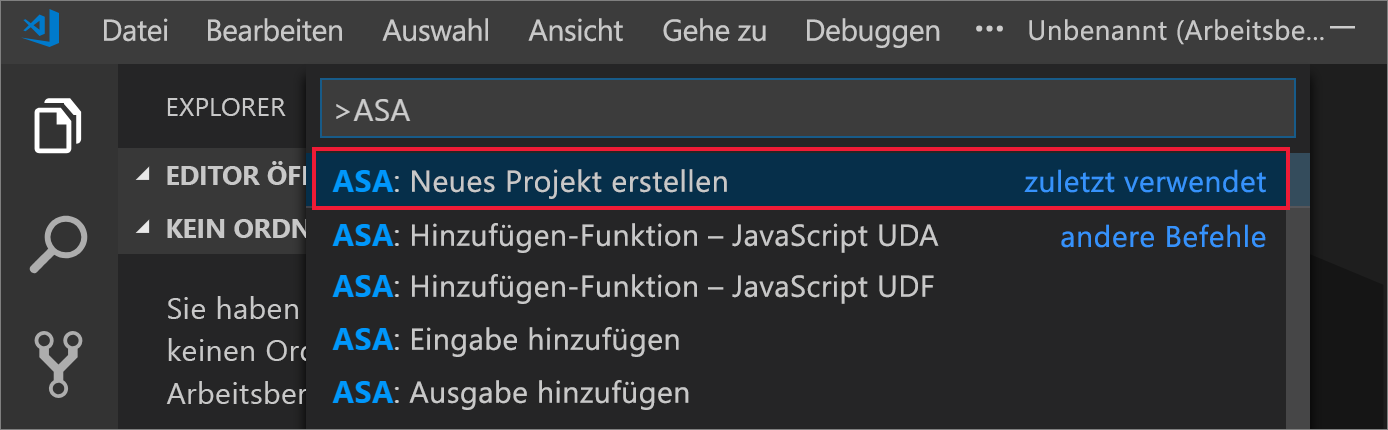 Datei Bearbeiten Auswahl Ansicht Gehe zu Debuggen ··· Unbenannt (Arbeitsbe...
EXPLORER
>ASA
EDITOR ÖF
ASA: Neues Projekt erstellen zuletzt verwendet
KEIN ORDN
ASA: Hinzufügen-Funktion – JavaScript UDA andere Befehle
ASA: Hinzufügen-Funktion – JavaScript UDF
Sie haben
keinen Ord
Arbeitsber
ASA: Eingabe hinzufügen
ASA: Ausgabe hinzufügen